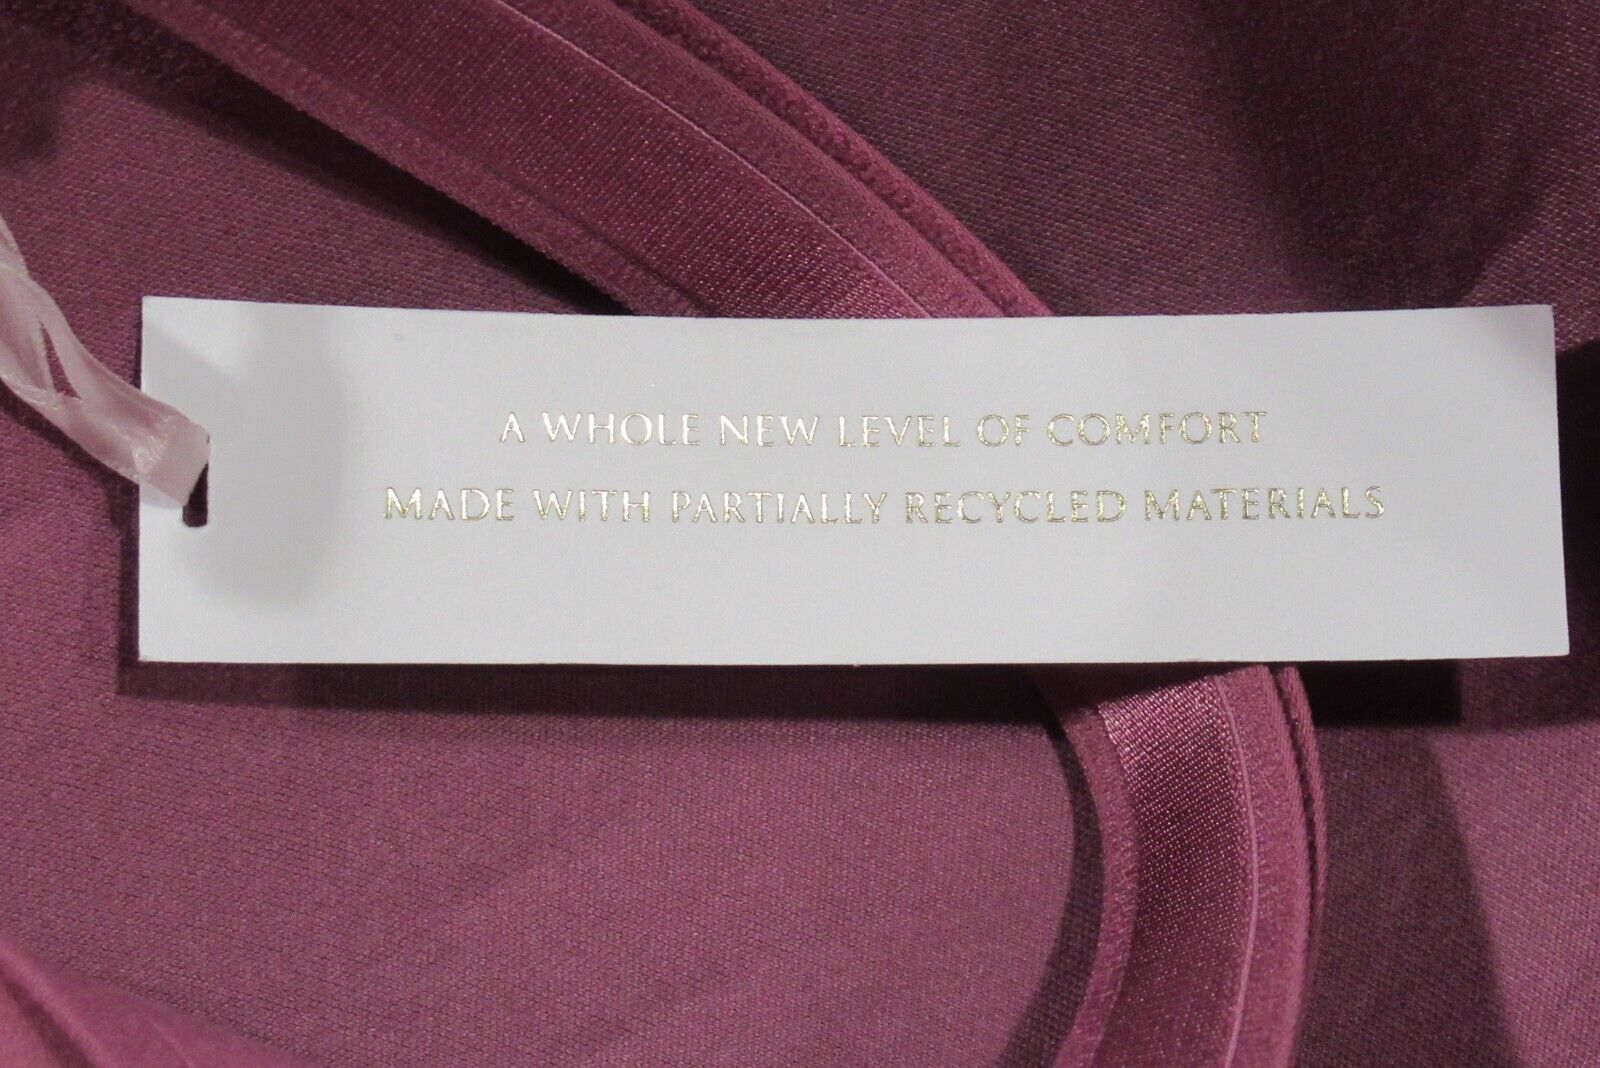 A WHOLE NEW LEVEL OF COMFORT
MADE WITH PARTIALLY RECYCLED MATERIALS